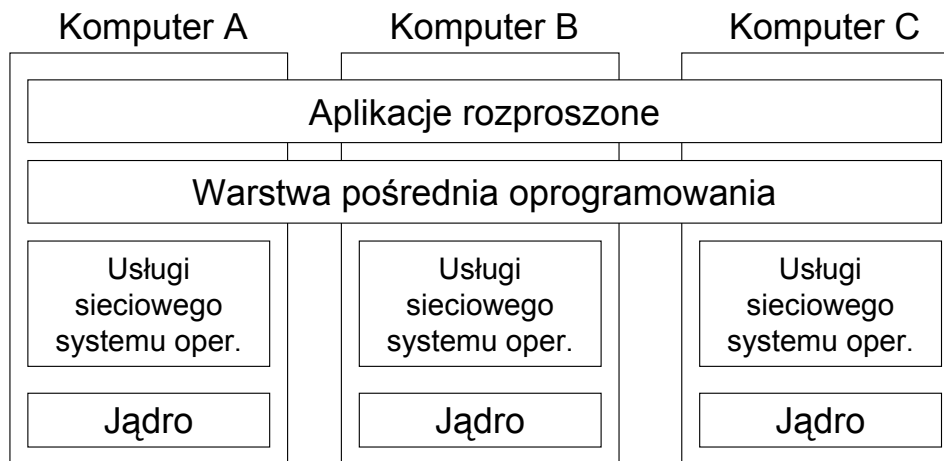 Komputer A
Komputer B
Komputer C
Aplikacje rozproszone
Warstwa pośrednia oprogramowania
Usługi
sieciowego
systemu oper.
Usługi
sieciowego
systemu oper.
Usługi
sieciowego
systemu oper.
Jądro
Jądro
Jądro